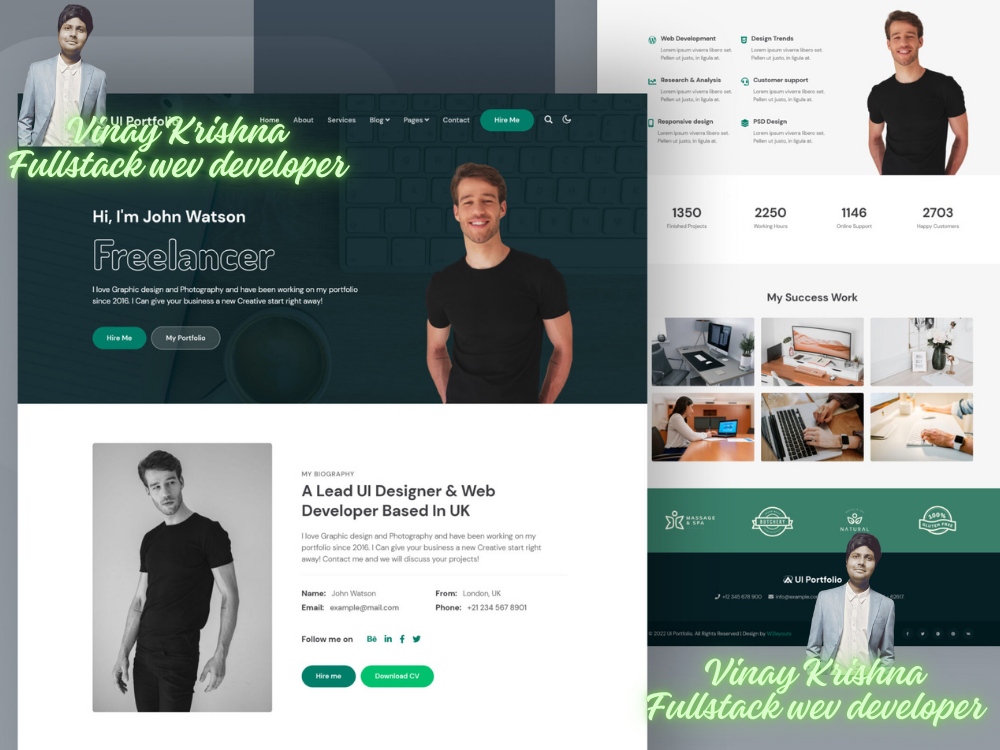 UI Portfolio
Home About Services Blog Pages Contact Hire Me
Vinay Krishna
Fullstack wev developer
Hi, I'm John Watson
Freelancer
I love Graphic design and Photography and have been working on my portfolio
since 2016. I Can give your business a new Creative start right away!
Hire Me My Portfolio
MY BIOGRAPHY
A Lead UI Designer & Web
Developer Based In UK
I love Graphic design and Photography and have been working on my
portfolio since 2016. I Can give your business a new Creative start right
away! Contact me and we will discuss your projects!
Name: John Watson From: London, UK
Email: example@mail.com Phone: +21 234 567 8901
Follow me on Bē in f
Hire me Download CV
Web Development Design Trends
Lorem ipsum viverra libero set. Lorem ipsum viverra libero set.
Pellen ut justo, in ligula at. Pellen ut justo, in ligula at.
Research & Analysis Customer support
Lorem ipsum viverra libero set. Lorem ipsum viverra libero set.
Pellen ut justo, in ligula at. Pellen ut justo, in ligula at.
Responsive design PSD Design
Lorem ipsum viverra libero set. Lorem ipsum viverra libero set.
Pellen ut justo, in ligula at. Pellen ut justo, in ligula at.
1350 2250 1146 2703
Finished Projects Working Hours Online Support Happy Customers
My Success Work
MASSAGE
& SPA
BUTCHERY
NATURAL
100%
GLUTEN FREE
UI Portfolio
+12 345 678 900 info@example.co
© 2022 UI Portfolio. All Rights Reserved | Design by
Vinay Krishna
Fullstack wev developer